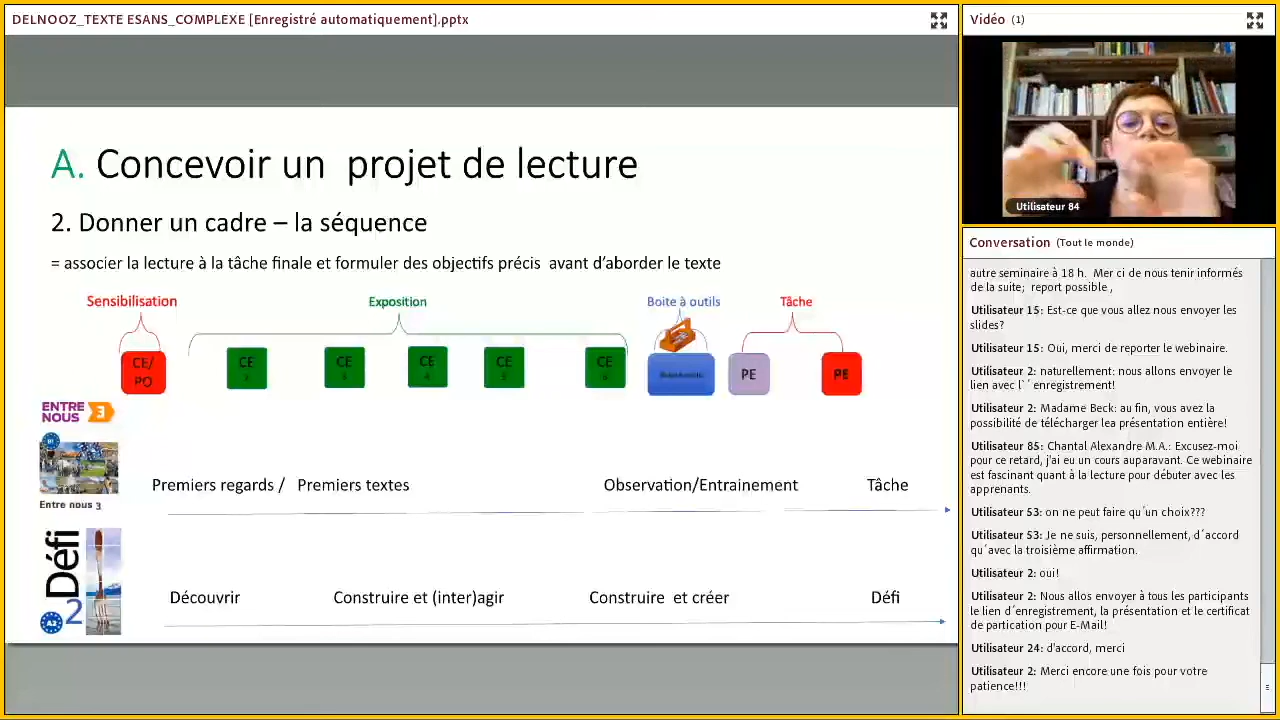 DELNOOZ_TEXTE ESANS_COMPLEXE [Enregistré automatiquement].pptx
A. Concevoir un projet de lecture
2. Donner un cadre – la séquence
= associer la lecture à la tâche finale et formuler des objectifs précis avant d'aborder le texte
Sensibilisation
Exposition
Boite à outils
Tâche
CE/
PO
CE
CE
CE
CE
CE
PE
PE
ENTRE
NOUS 3
B1
Entre nous 3
Premiers regards / Premiers textes
Observation/Entrainement
Tâche
Défi
2
A2
Découvrir
Construire et (inter)agir
Construire et créer
Défi
Vidéo (1)
Utilisateur 84
Conversation (Tout le monde)
autre seminaire à 18 h. Mer ci de nous tenir informés
de la suite; report possible ,
Utilisateur 15: Est-ce que vous allez nous envoyer les
slides?
Utilisateur 15: Oui, merci de reporter le webinaire.
Utilisateur 2: naturellement:nous allons envoyer le
lien avec l´´enregistrement!
Utilisateur 2: Madame Beck: au fin, vous avez la
possibilité de télécharger lea présentation entière!
Utilisateur 85: Chantal Alexandre M.A.: Excusez-moi
pour ce retard, j'ai eu un cours auparavant. Ce webinaire
est fascinant quant à la lecture pour débuter avec les
apprenants.
Utilisateur 53: on ne peut faire qu´un choix???
Utilisateur 53: Je ne suis, personnellement, d´accord
qu´avec la troisième affirmation.
Utilisateur 2: oui!
Utilisateur 2: Nous allos envoyer à tous les participants
le lien d´enregistrement, la présentation et le certificat
de partication pour E-Mail!
Utilisateur 24: d'accord, merci
Utilisateur 2: Merci encore une fois pour votre
patience!!!